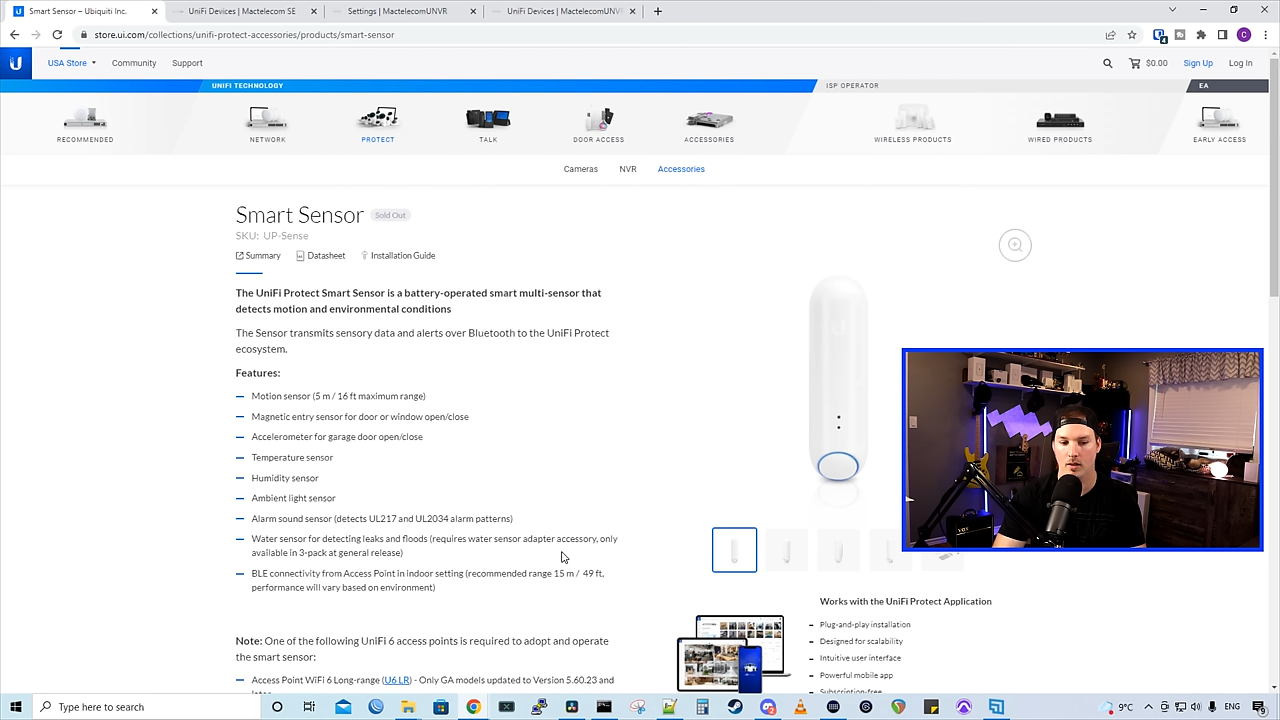 Smart Sensor – Ubiquiti Inc.
UniFi Devices | Mactelecom SE
Settings | MactelecomUNVR
UniFi Devices | MactelecomUNVR
store.ui.com/collections/unifi-protect-accessories/products/smart-sensor
USA Store
Community
Support
$0.00
Sign Up
Log In
UNIFI TECHNOLOGY
ISP OPERATOR
EA
RECOMMENDED
NETWORK
PROTECT
TALK
DOOR ACCESS
ACCESSORIES
WIRELESS PRODUCTS
WIRED PRODUCTS
EARLY ACCESS
Cameras
NVR
Accessories
Smart Sensor
Sold Out
SKU: UP-Sense
Summary
Datasheet
Installation Guide
The UniFi Protect Smart Sensor is a battery-operated smart multi-sensor that
detects motion and environmental conditions
The Sensor transmits sensory data and alerts over Bluetooth to the UniFi Protect
ecosystem.
Features:
Motion sensor (5 m / 16 ft maximum range)
Magnetic entry sensor for door or window open/close
Accelerometer for garage door open/close
Temperature sensor
Humidity sensor
Ambient light sensor
Alarm sound sensor (detects UL217 and UL2034 alarm patterns)
Water sensor for detecting leaks and floods (requires water sensor adapter accessory, only
available in 3-pack at general release)
BLE connectivity from Access Point in indoor setting (recommended range 15 m / 49 ft,
performance will vary based on environment)
Note: One of the following UniFi 6 access points is required to adopt and operate
the smart sensor:
Access Point WiFi 6 Long-range (U6 LR) - Only GA models updated to Version 5.60.23 and
later
Works with the UniFi Protect Application
Plug-and-play installation
Designed for scalability
Intuitive user interface
Powerful mobile app
Subscription-free
Type here to search
9°C
ENG